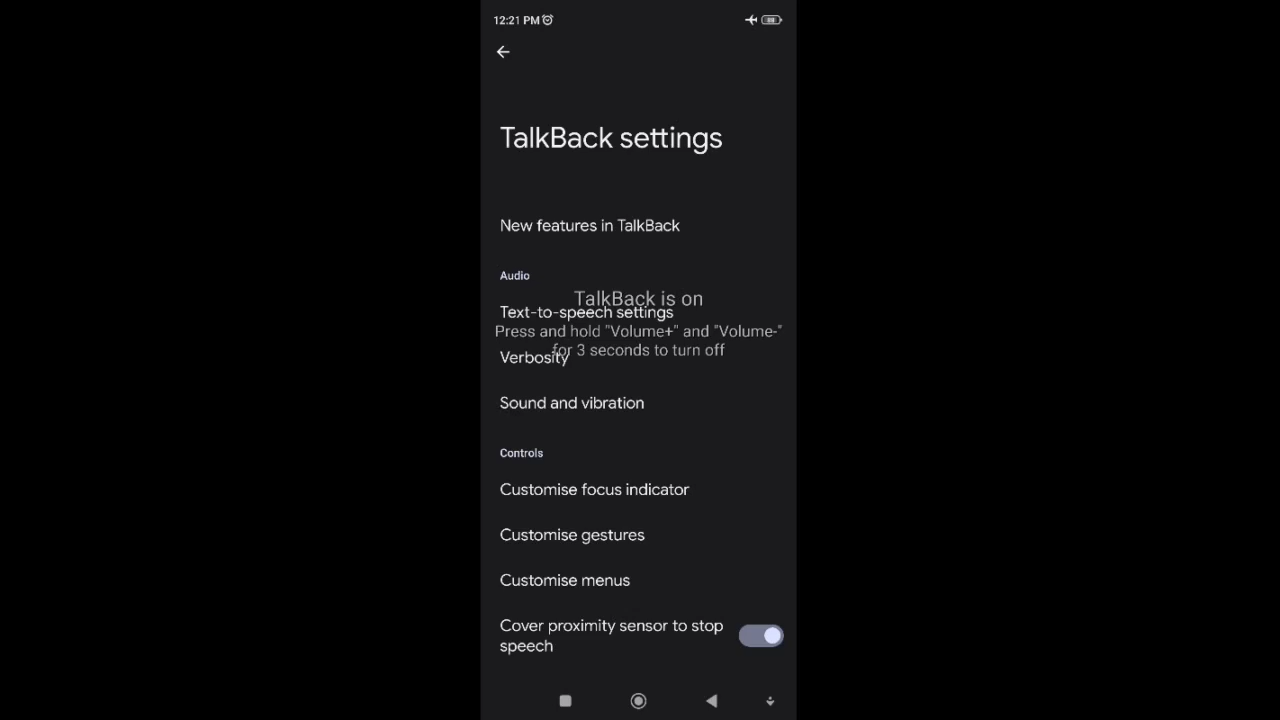 12:21 PM
TalkBack settings
New features in TalkBack
Audio
TalkBack is on
Text-to-speech settings
Press and hold "Volume+" and "Volume-"
for 3 seconds to turn off
Verbosity
Sound and vibration
Controls
Customise focus indicator
Customise gestures
Customise menus
Cover proximity sensor to stop
speech